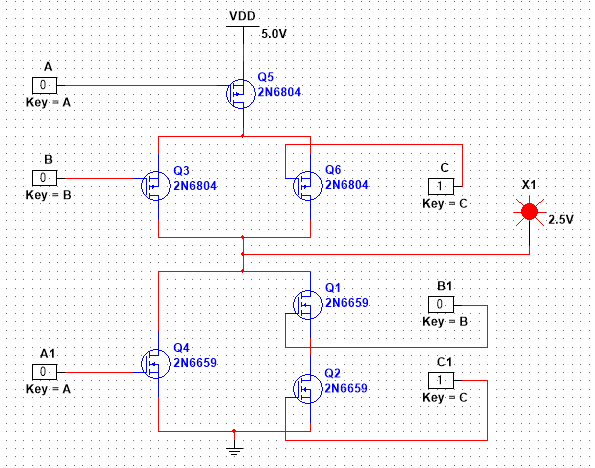 VDD
5.0V
A
0
Key = A
Q5
2N6804
B
0
Key = B
Q3
2N6804
Q6
2N6804
C
1
Key = C
X1
2.5V
Q1
2N6659
B1
0
Key = B
A1
0
Key = A
Q4
2N6659
Q2
2N6659
C1
1
Key = C